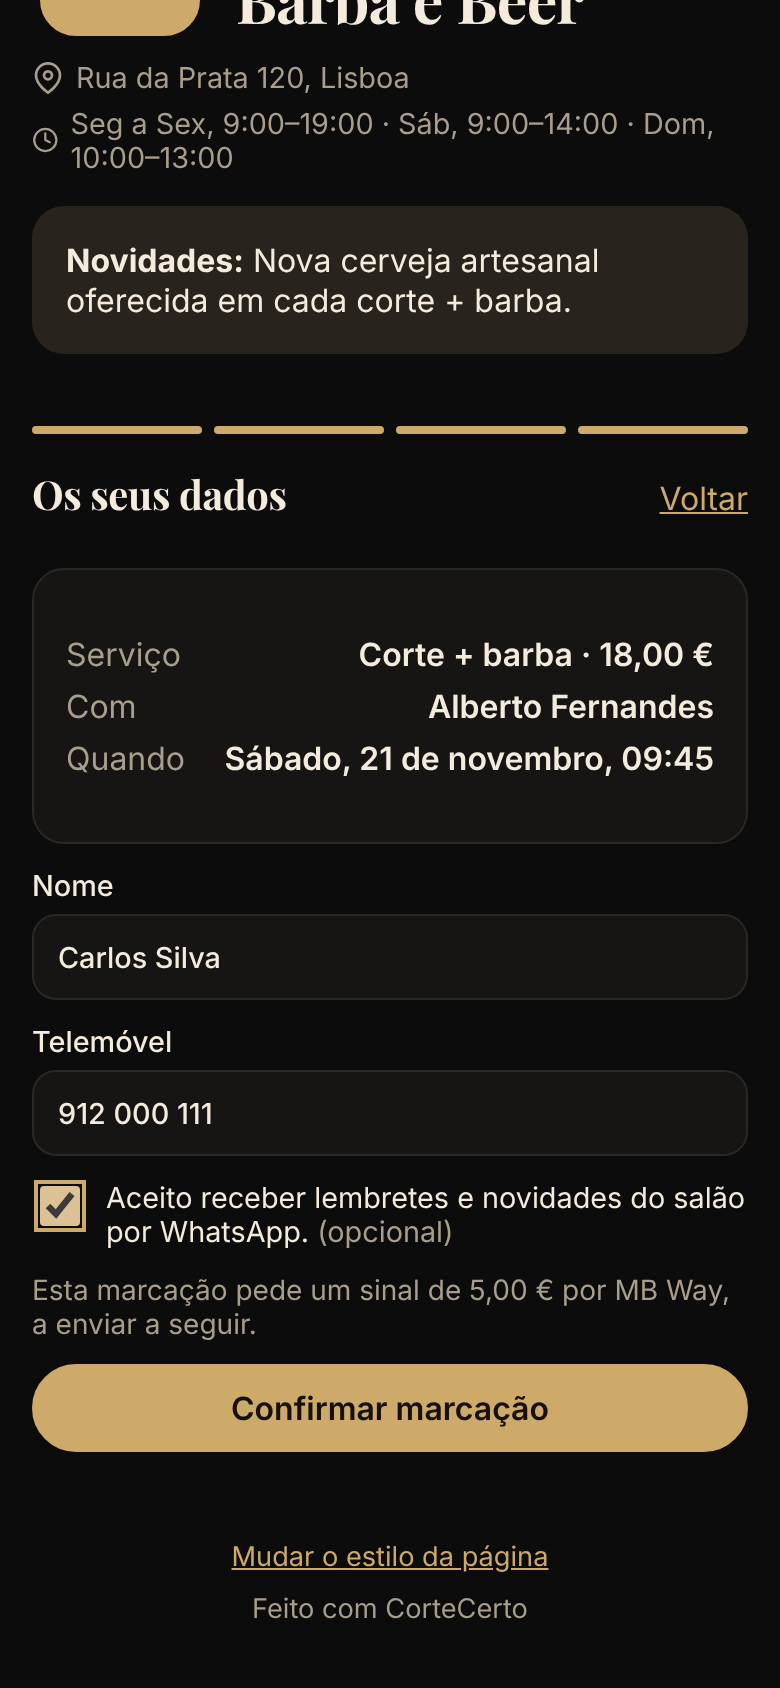 Barba e Beer
Rua da Prata 120, Lisboa
Seg a Sex, 9:00–19:00 · Sáb, 9:00–14:00 · Dom,
10:00–13:00
Novidades: Nova cerveja artesanal
oferecida em cada corte + barba.
Os seus dados
Voltar
Serviço
Corte + barba · 18,00 €
Com
Alberto Fernandes
Quando
Sábado, 21 de novembro, 09:45
Nome
Carlos Silva
Telemóvel
912 000 111
Aceito receber lembretes e novidades do salão
por WhatsApp. (opcional)
Esta marcação pede um sinal de 5,00 € por MB Way,
a enviar a seguir.
Confirmar marcação
Mudar o estilo da página
Feito com CorteCerto